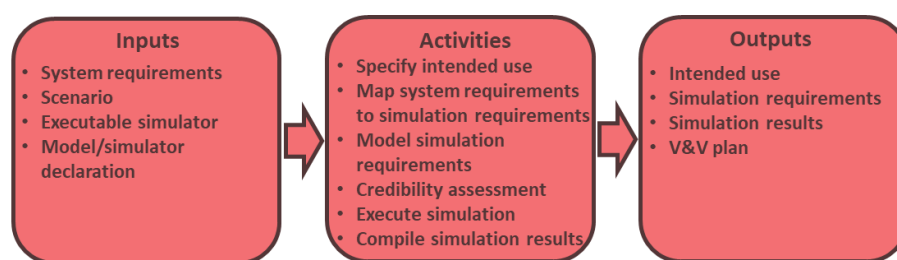 Inputs
• System requirements
• Scenario
• Executable simulator
• Model/simulator
declaration
Activities
• Specify intended use
• Map system requirements
to simulation requirements
• Model simulation
requirements
• Credibility assessment
• Execute simulation
• Compile simulation results
Outputs
• Intended use
• Simulation requirements
• Simulation results
• V&V plan